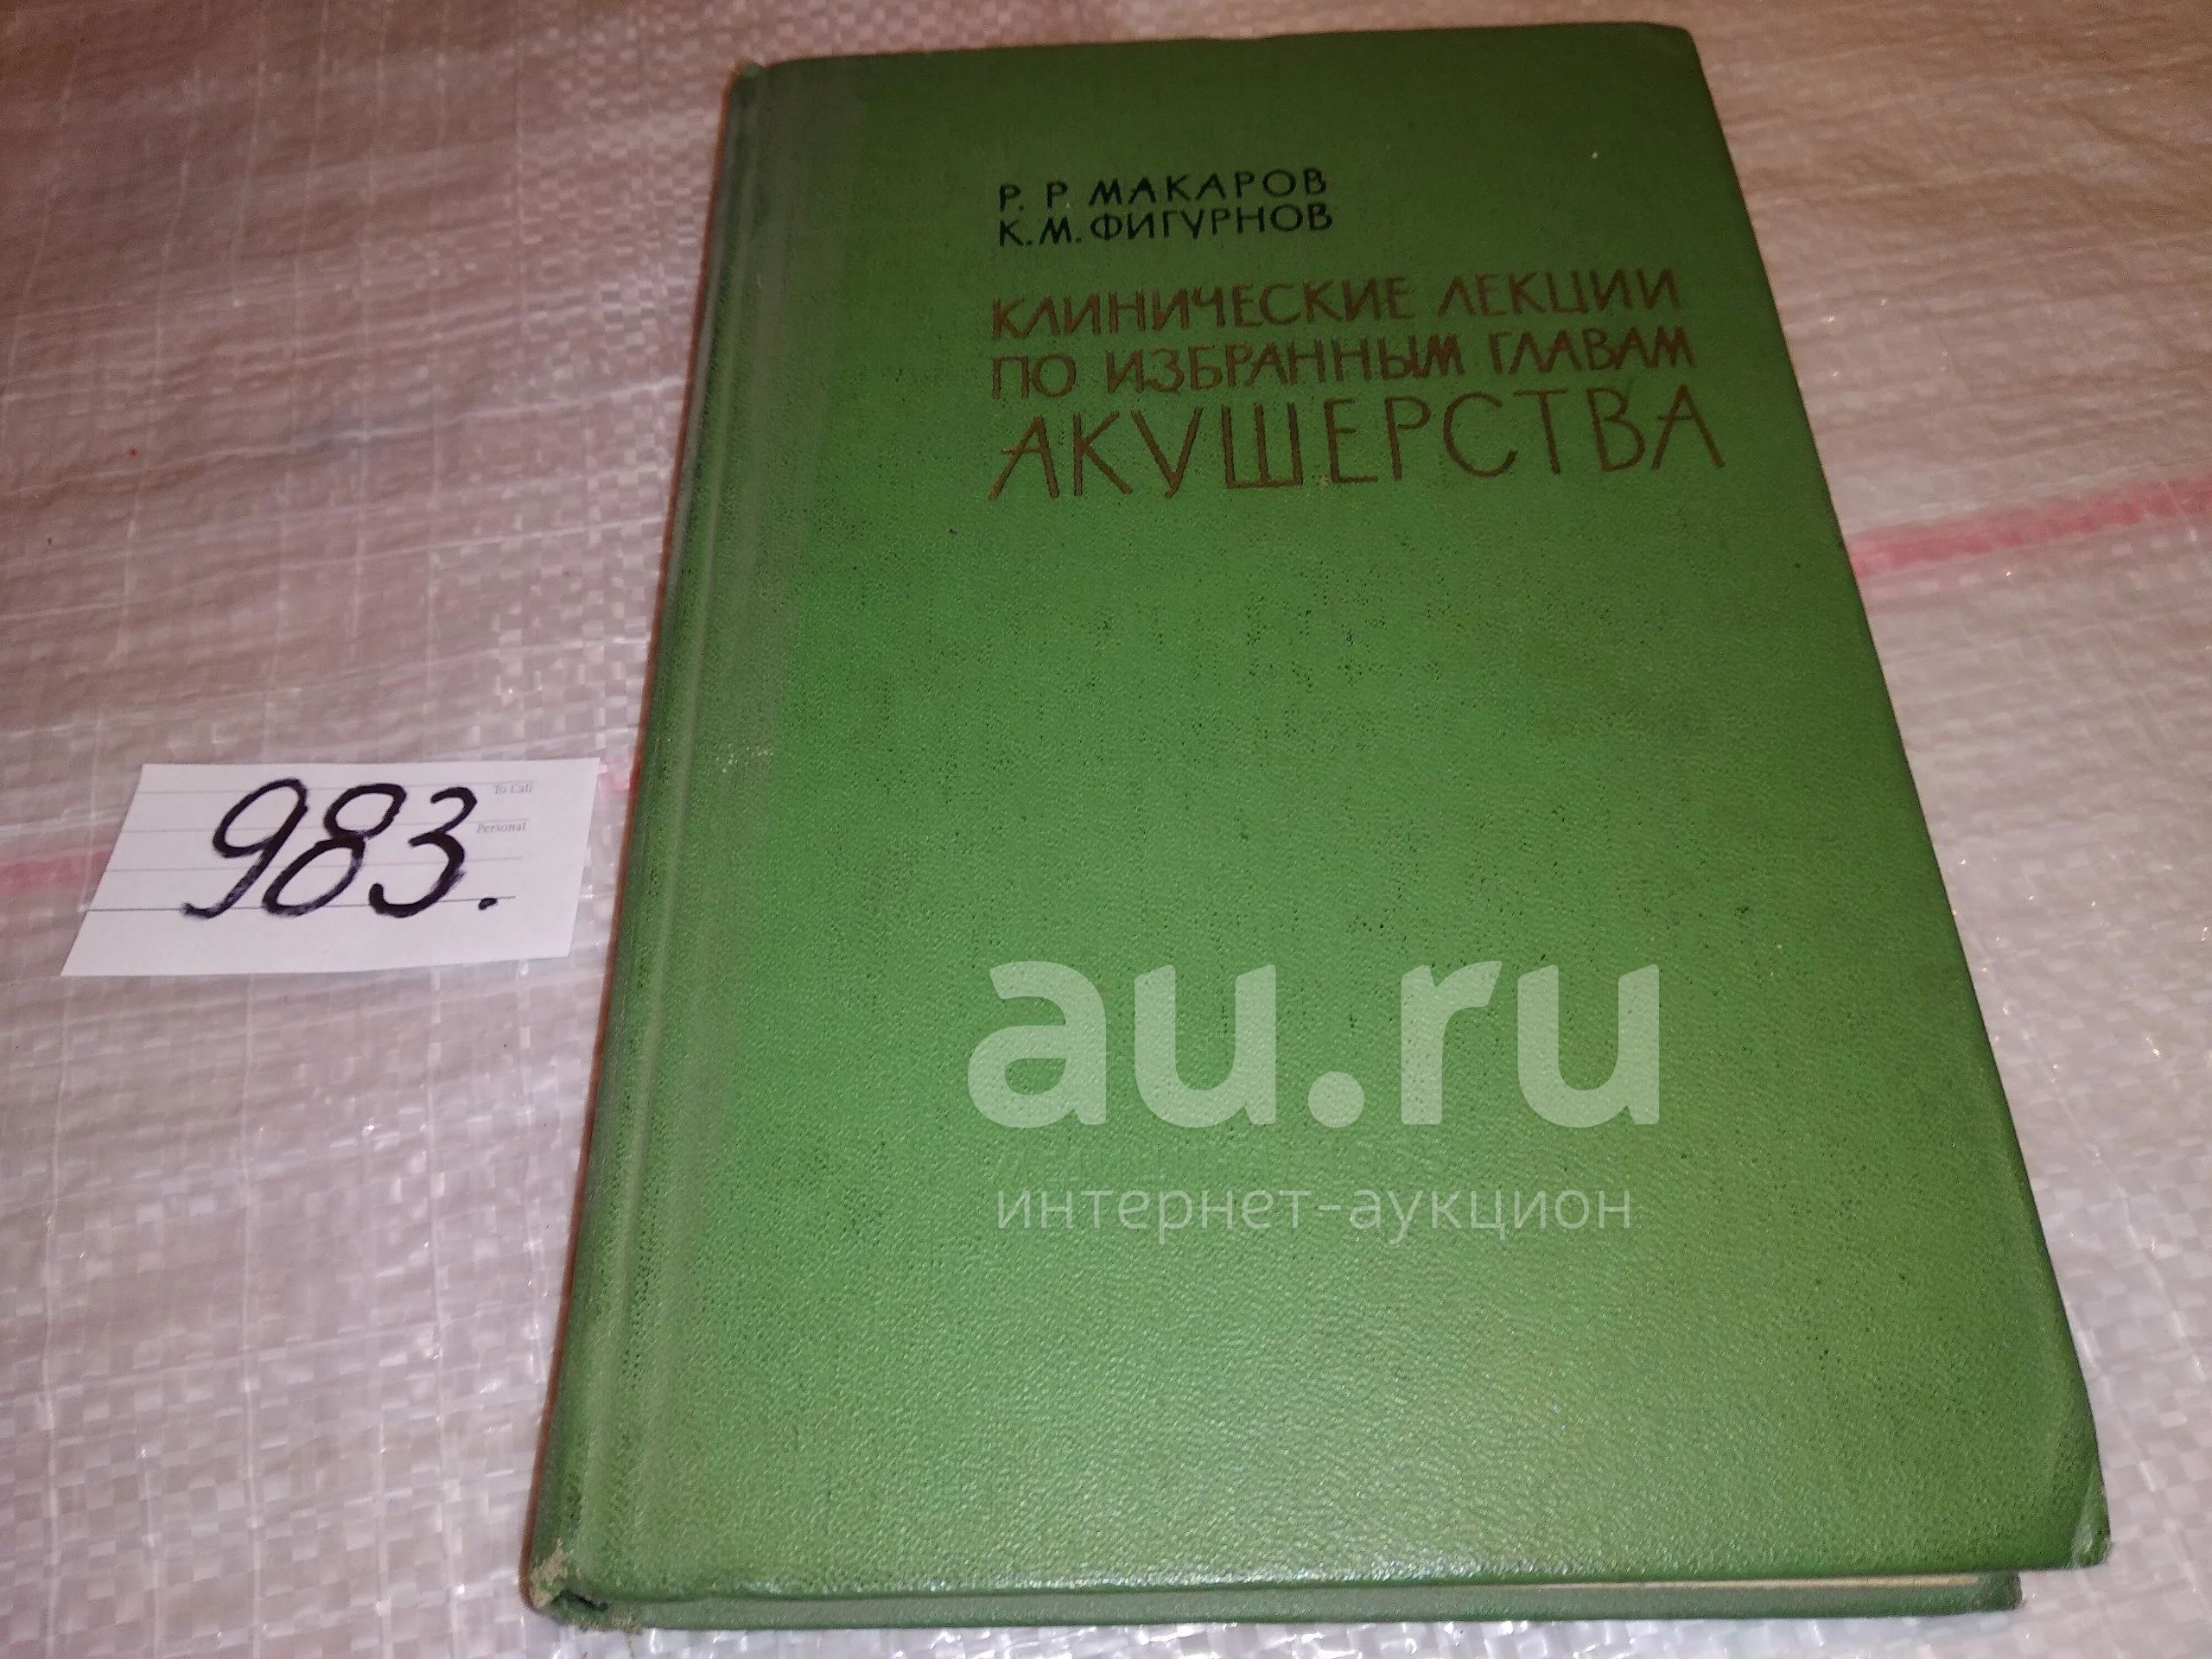 Р. Р. МАКАРОВ
К. М. ФИГУРНОВ
КЛИНИЧЕСКИЕ ЛЕКЦИИ
ПО ИЗБРАННЫМ ГЛАВАМ
АКУШЕРСТВА
To Call
Personal
983.
au.ru
интернет-аукцион